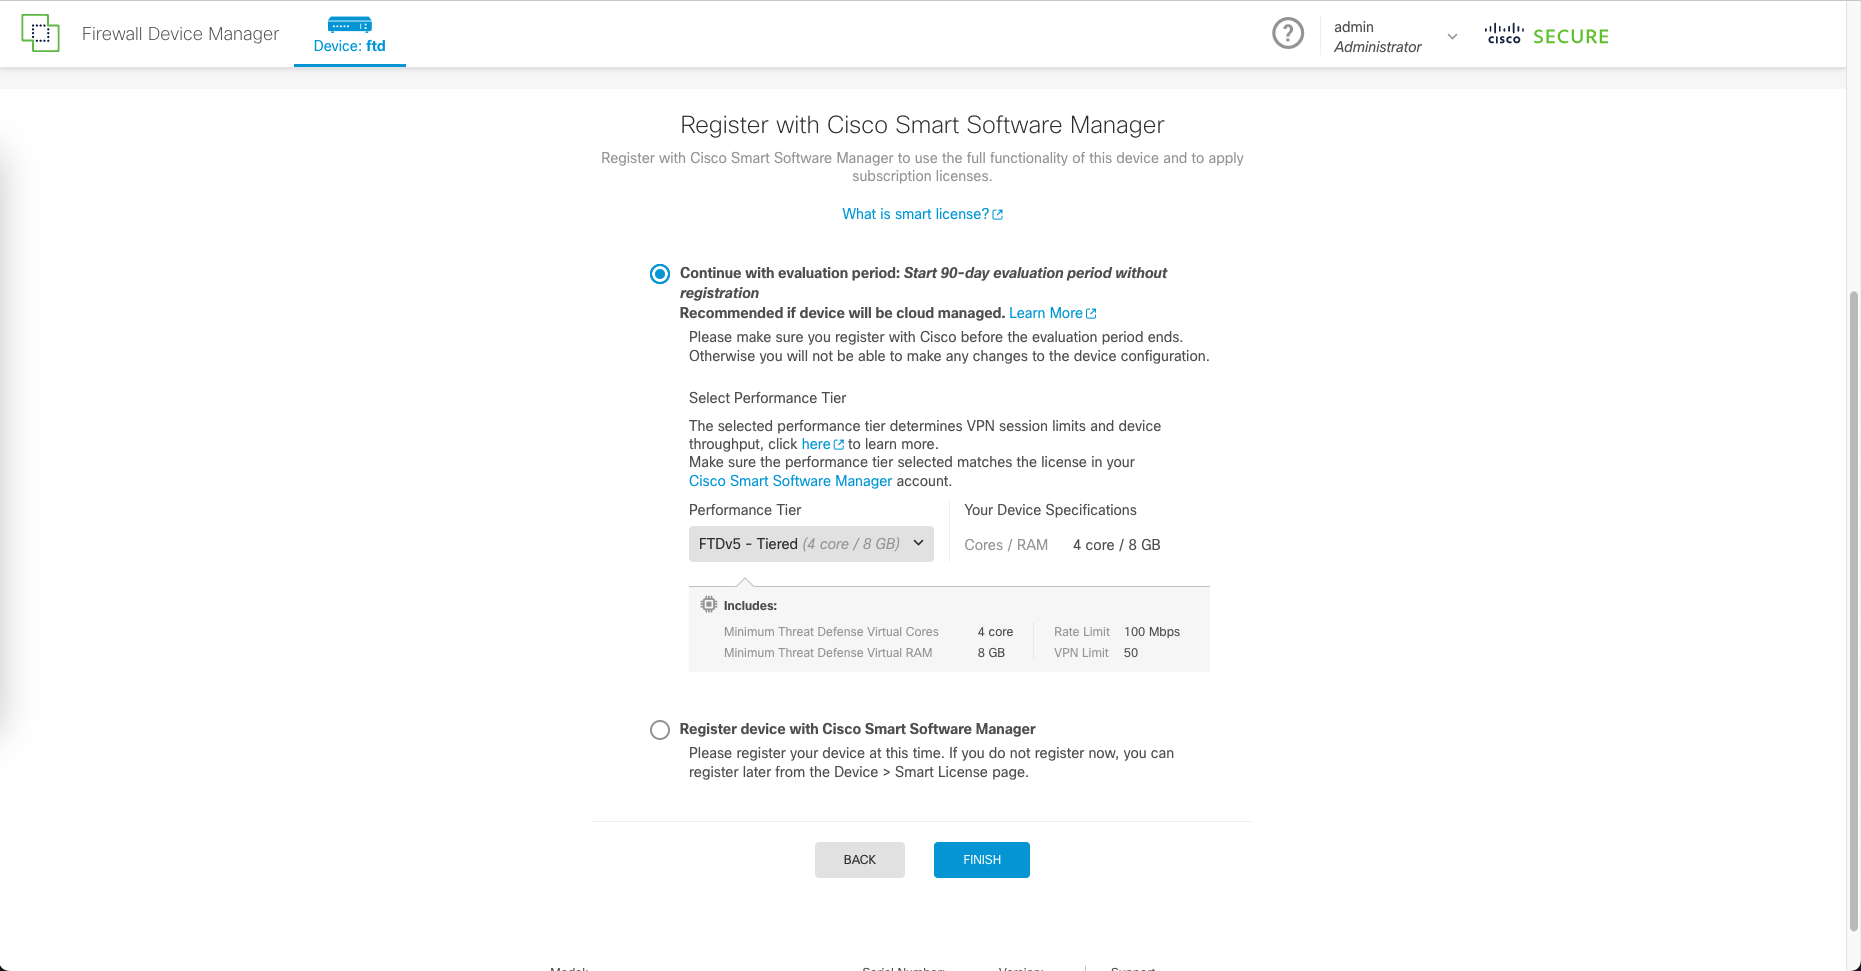 Firewall Device Manager
Device: ftd
?
admin
Administrator
cisco SECURE
Register with Cisco Smart Software Manager
Register with Cisco Smart Software Manager to use the full functionality of this device and to apply
subscription licenses.
What is smart license?
Continue with evaluation period: Start 90-day evaluation period without
registration
Recommended if device will be cloud managed. Learn More
Please make sure you register with Cisco before the evaluation period ends.
Otherwise you will not be able to make any changes to the device configuration.
Select Performance Tier
The selected performance tier determines VPN session limits and device
throughput, click here to learn more.
Make sure the performance tier selected matches the license in your
Cisco Smart Software Manager account.
Performance Tier
FTDv5 - Tiered (4 core / 8 GB)
Your Device Specifications
Cores / RAM 4 core / 8 GB
Includes:
Minimum Threat Defense Virtual Cores 4 core
Minimum Threat Defense Virtual RAM 8 GB
Rate Limit 100 Mbps
VPN Limit 50
Register device with Cisco Smart Software Manager
Please register your device at this time. If you do not register now, you can
register later from the Device > Smart License page.
BACK
FINISH